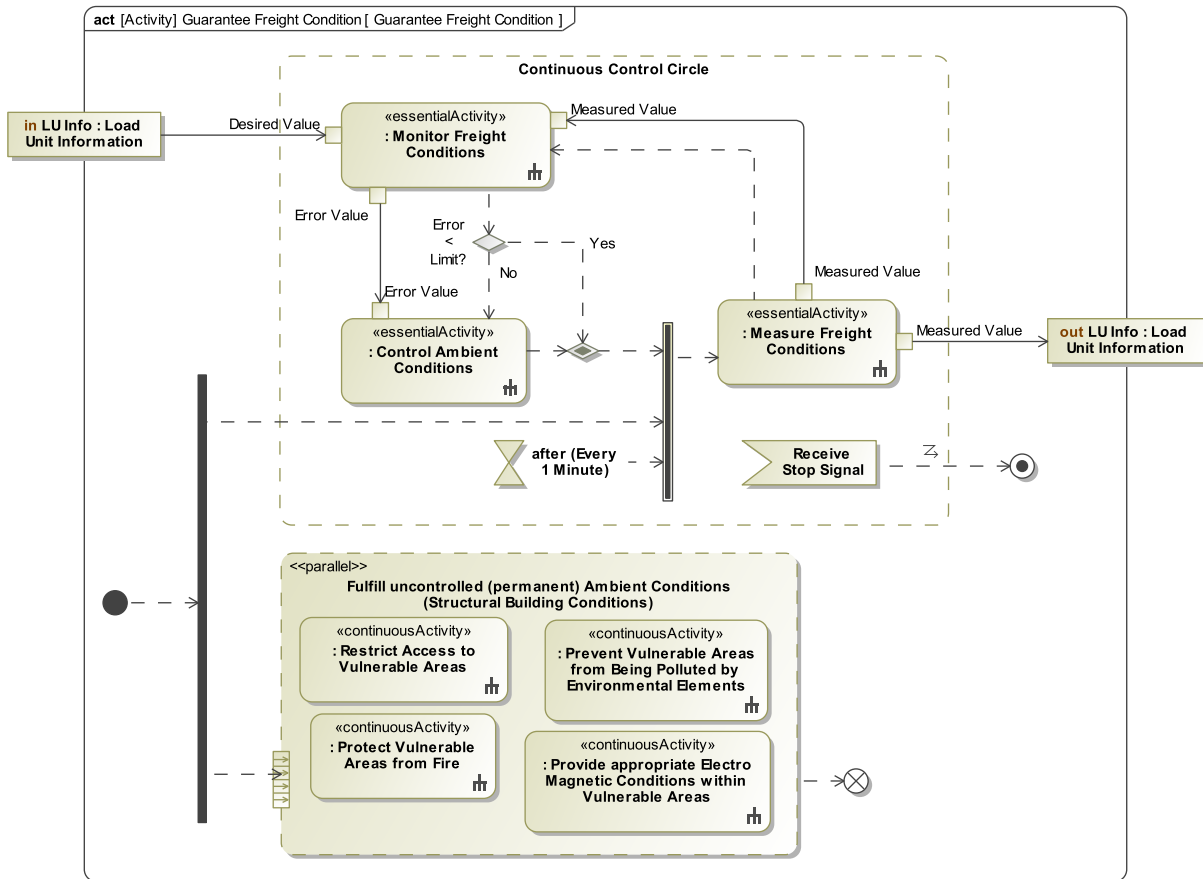 act [Activity] Guarantee Freight Condition [ Guarantee Freight Condition ]
Continuous Control Circle
in LU Info : Load
Unit Information
Desired Value
«essentialActivity»
: Monitor Freight
Conditions
Measured Value
Error Value
Error
<
Limit?
Yes
No
Error Value
Measured Value
«essentialActivity»
: Control Ambient
Conditions
«essentialActivity»
: Measure Freight
Conditions
Measured Value
out LU Info : Load
Unit Information
after (Every
1 Minute)
Receive
Stop Signal
<<parallel>>
Fulfill uncontrolled (permanent) Ambient Conditions
(Structural Building Conditions)
«continuousActivity»
: Restrict Access to
Vulnerable Areas
«continuousActivity»
: Prevent Vulnerable Areas
from Being Polluted by
Environmental Elements
«continuousActivity»
: Protect Vulnerable
Areas from Fire
«continuousActivity»
: Provide appropriate Electro
Magnetic Conditions within
Vulnerable Areas